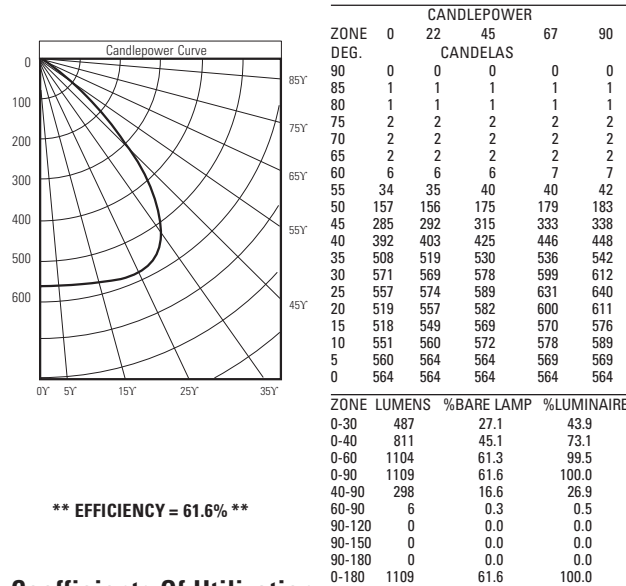 Candlepower Curve
0
100
200
300
400
500
600
85ϒ
75ϒ
65ϒ
55ϒ
45ϒ
0ϒ 5ϒ 15ϒ 25ϒ 35ϒ
** EFFICIENCY = 61.6% **
CANDLEPOWER
ZONE 0 22 45 67 90
DEG. CANDELAS
90 0 0 0 0 0
85 1 1 1 1 1
80 1 1 1 1 1
75 2 2 2 2 2
70 2 2 2 2 2
65 2 2 2 2 2
60 6 6 6 7 7
55 34 35 40 40 42
50 157 156 175 179 183
45 285 292 315 333 338
40 392 403 425 446 448
35 508 519 530 536 542
30 571 569 578 599 612
25 557 574 589 631 640
20 519 557 582 600 611
15 518 549 569 570 576
10 551 560 572 578 589
5 560 564 564 569 569
0 564 564 564 564 564
ZONE LUMENS %BARE LAMP %LUMINAIRE
0-30 487 27.1 43.9
0-40 811 45.1 73.1
0-60 1104 61.3 99.5
0-90 1109 61.6 100.0
40-90 298 16.6 26.9
60-90 6 0.3 0.5
90-120 0 0.0 0.0
90-150 0 0.0 0.0
90-180 0 0.0 0.0
0-180 1109 61.6 100.0